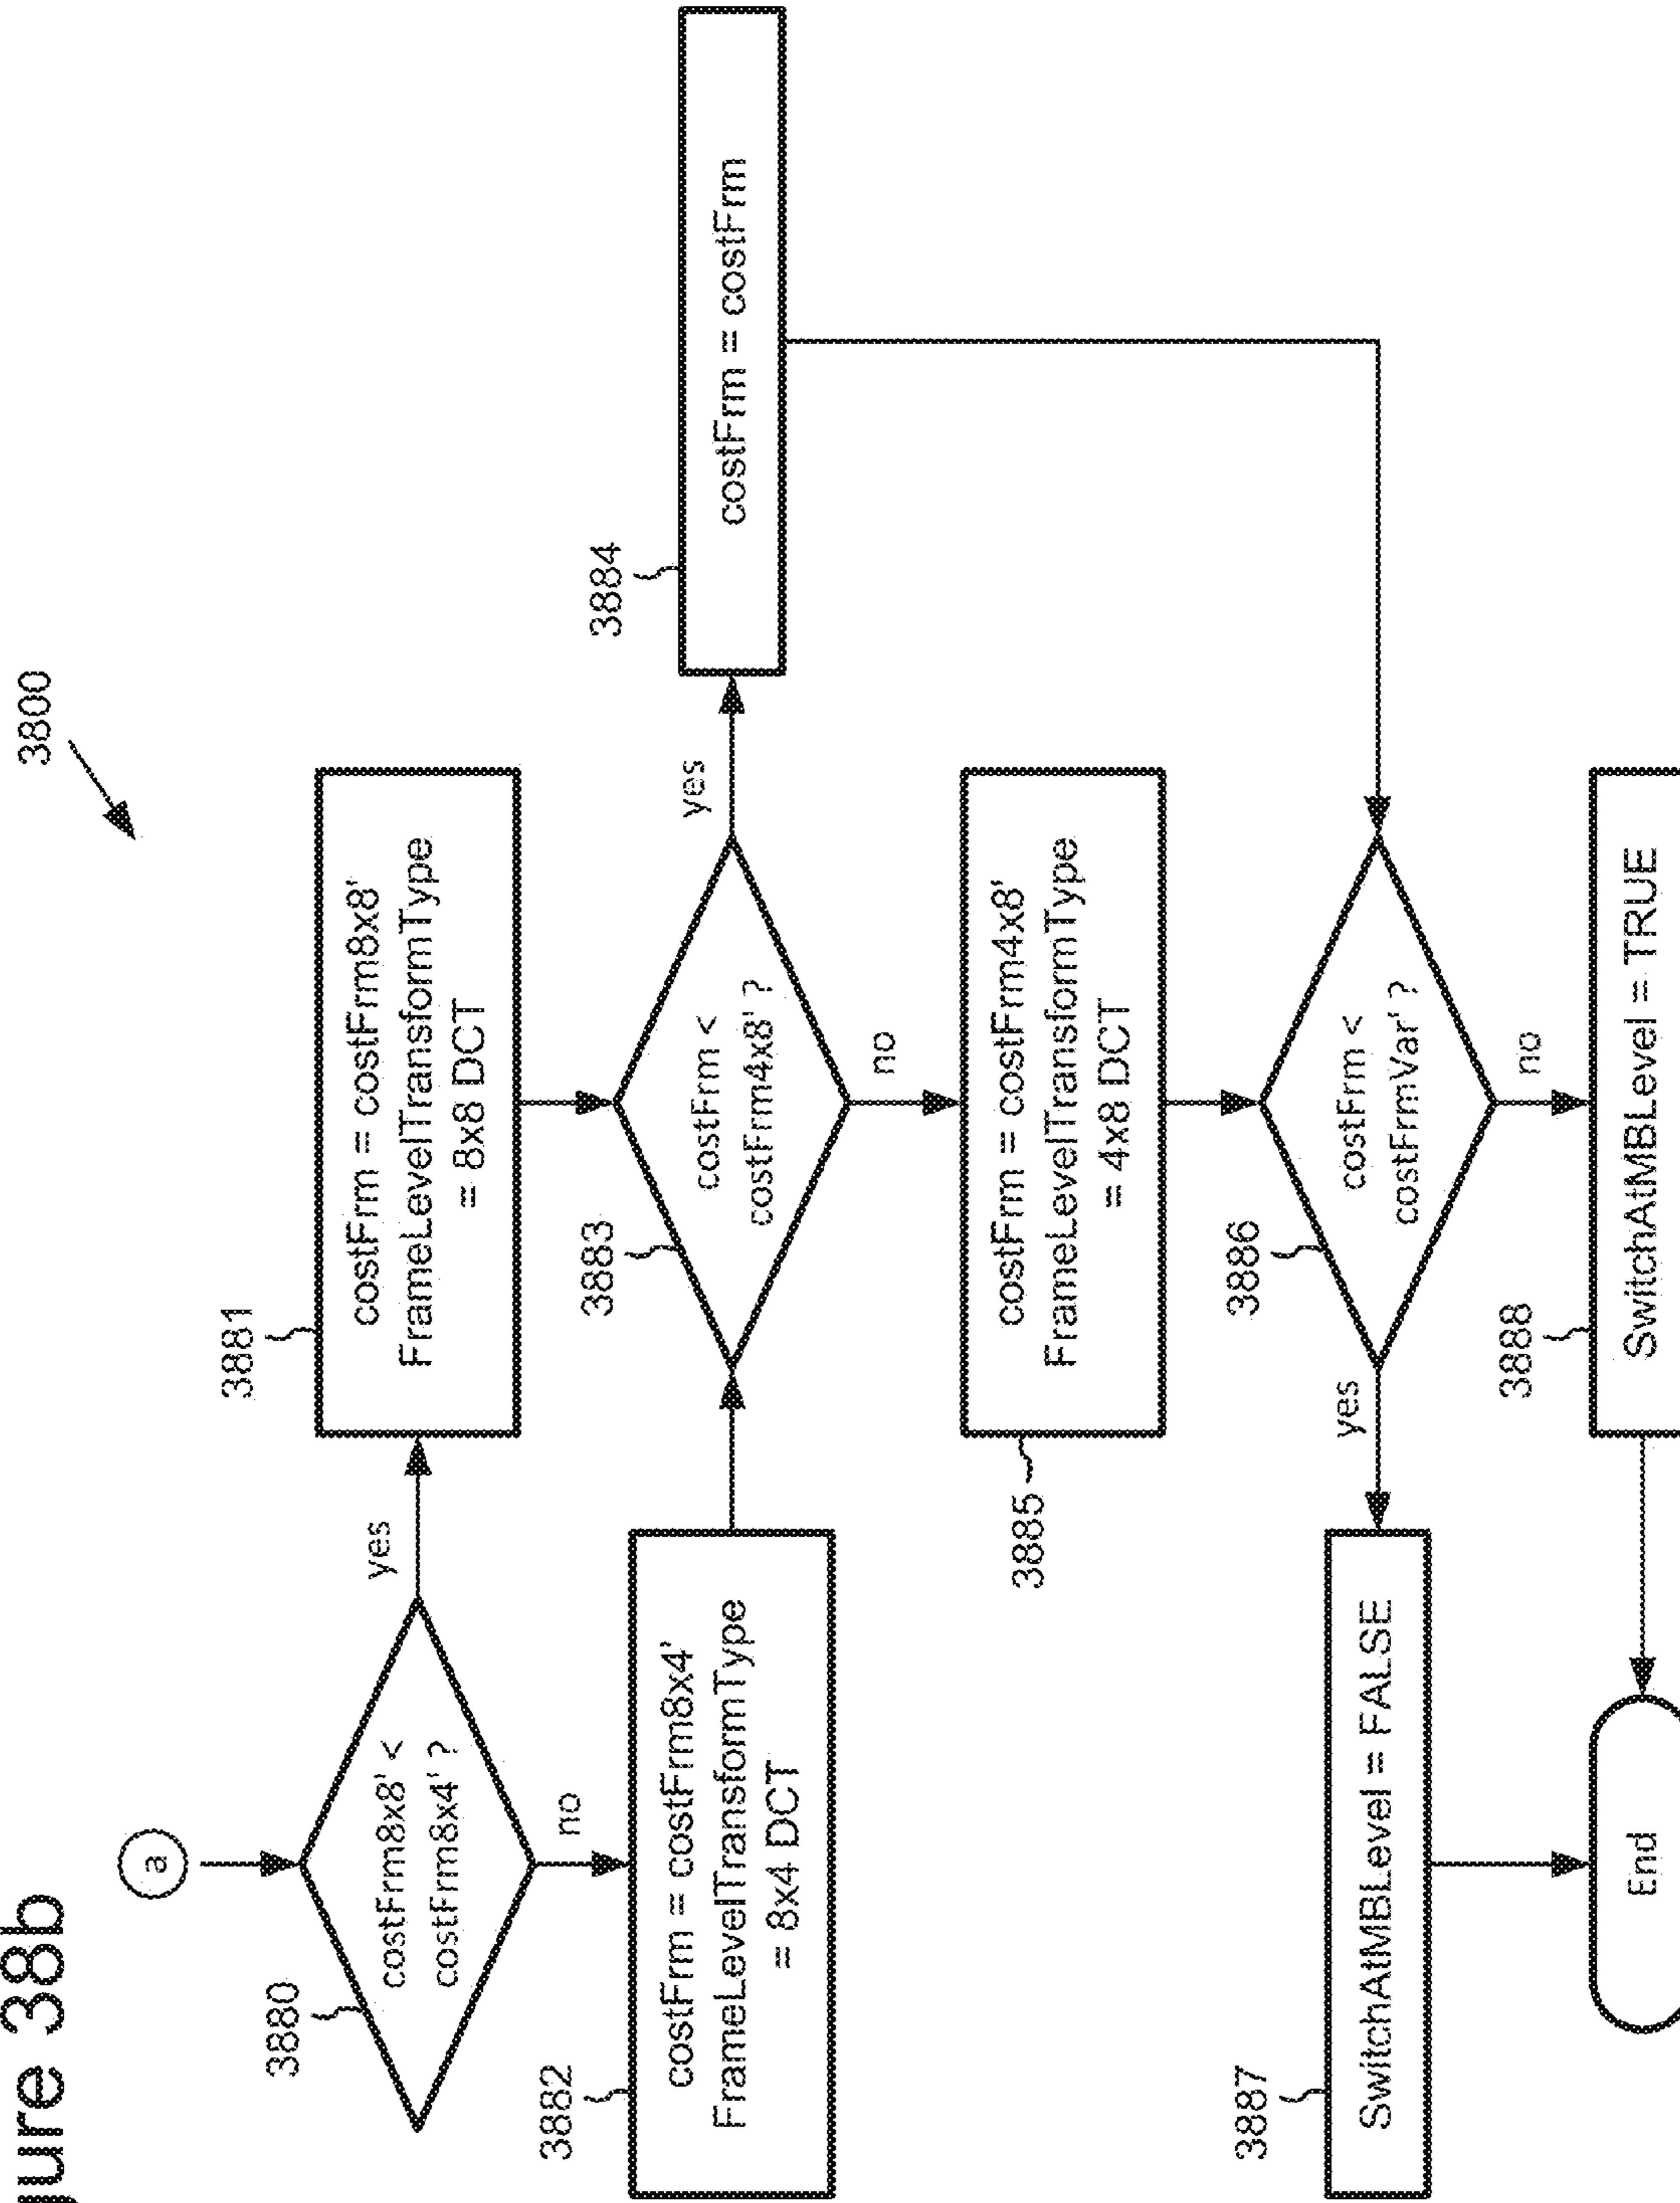 ure 38b
3800
a
3880
costFrm8x8' <
costFrm8x4' ?
yes
no
3881
costFrm = costFrm8x8'
FrameLevelTransformType
= 8x8 DCT
3882
costFrm = costFrm8x4'
FrameLevelTransformType
= 8x4 DCT
3883
costFrm <
costFrm4x8' ?
yes
no
3884
costFrm = costFrm
3885
costFrm = costFrm4x8'
FrameLevelTransformType
= 4x8 DCT
3886
costFrm <
costFrmVar' ?
yes
no
3887
SwitchAtMBLevel = FALSE
3888
SwitchAtMBLevel = TRUE
End